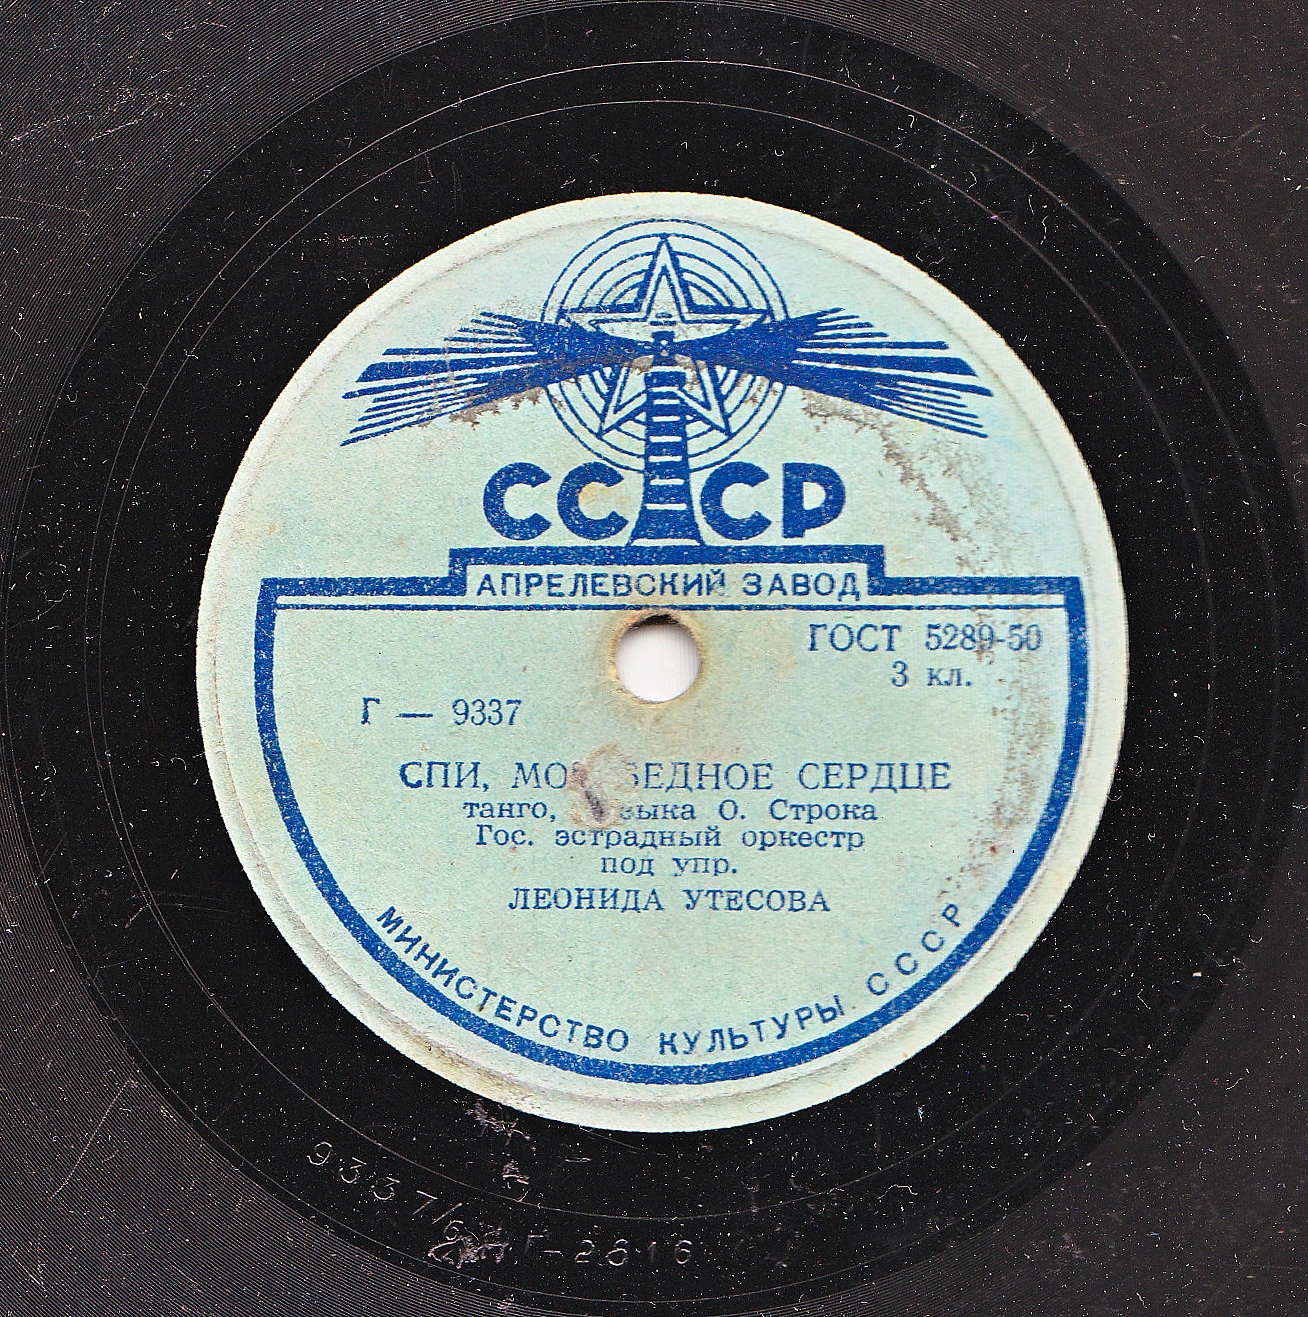 СССР
АПРЕЛЕВСКИЙ ЗАВОД
ГОСТ 5289-50
3 кл.
Г — 9337
СПИ, БЕДНОЕ СЕРДЦЕ
танго, О. Строка
Гос. эстрадный оркестр
под упр.
ЛЕОНИДА УТЕСОВА
МИНИСТЕРСТВО КУЛЬТУРЫ СССР